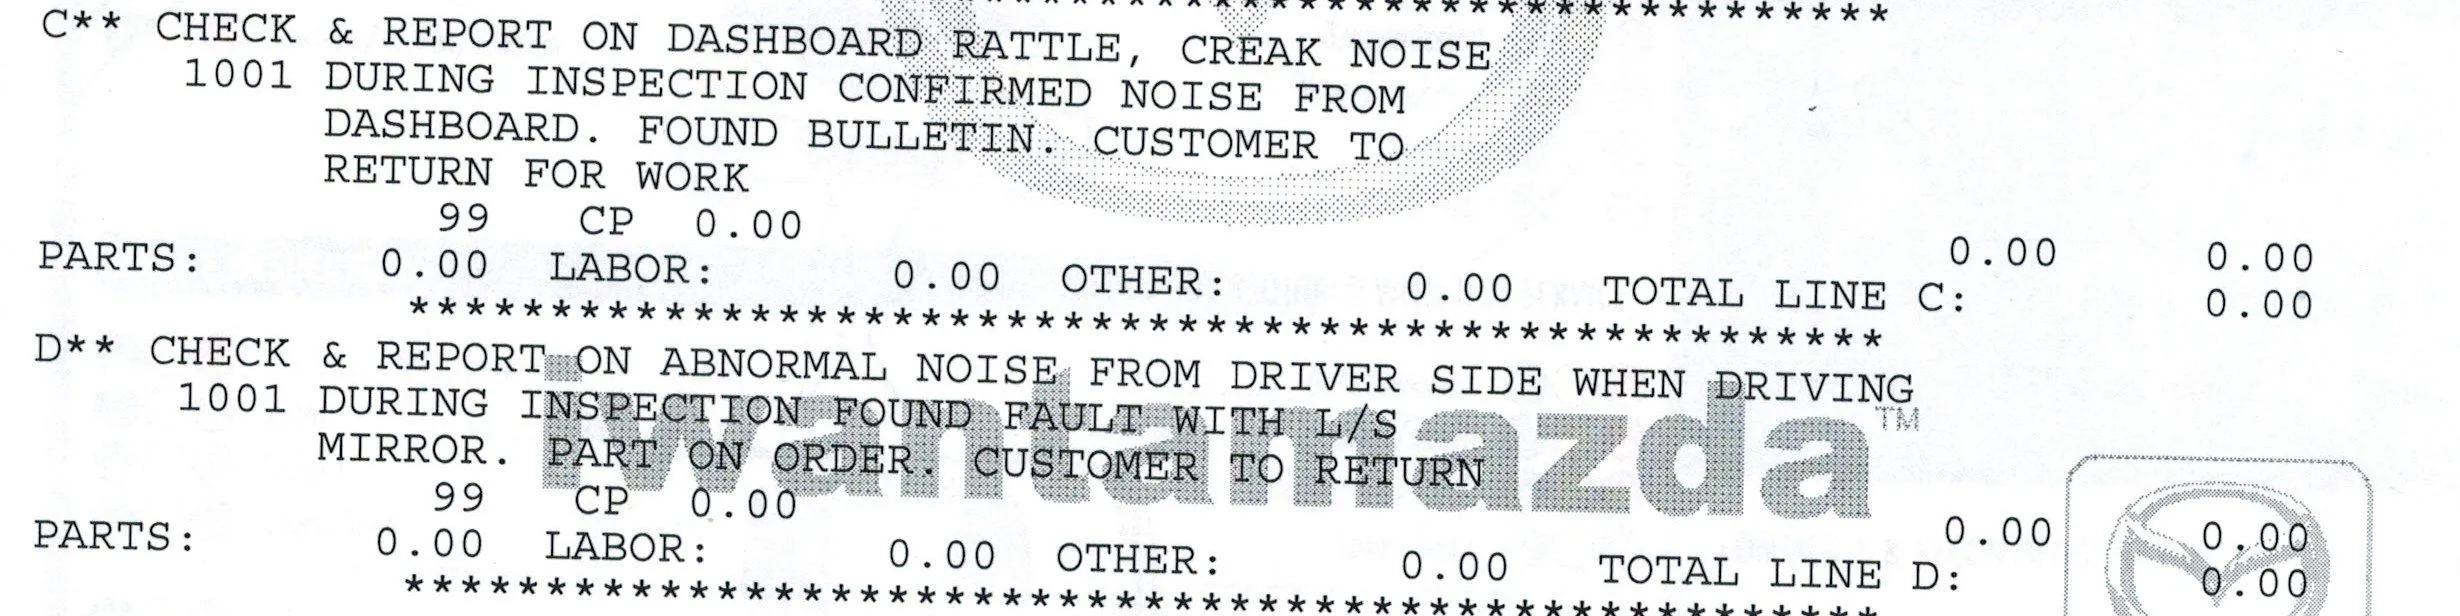 *********************************
C** CHECK & REPORT ON DASHBOARD RATTLE, CREAK NOISE
1001 DURING INSPECTION CONFIRMED NOISE FROM
DASHBOARD. FOUND BULLETIN. CUSTOMER TO
RETURN FOR WORK
99 CP 0.00 0.00 0.00
PARTS: 0.00 LABOR: 0.00 OTHER: 0.00 TOTAL LINE C: 0.00
****************************************************
D** CHECK & REPORT ON ABNORMAL NOISE FROM DRIVER SIDE WHEN DRIVING
1001 DURING INSPECTION FOUND FAULT WITH L/S
MIRROR. PART ON ORDER. CUSTOMER TO RETURN
iwantamazda™
99 CP 0.00 0.00 0.00
PARTS: 0.00 LABOR: 0.00 OTHER: 0.00 TOTAL LINE D: 0.00
****************************************************